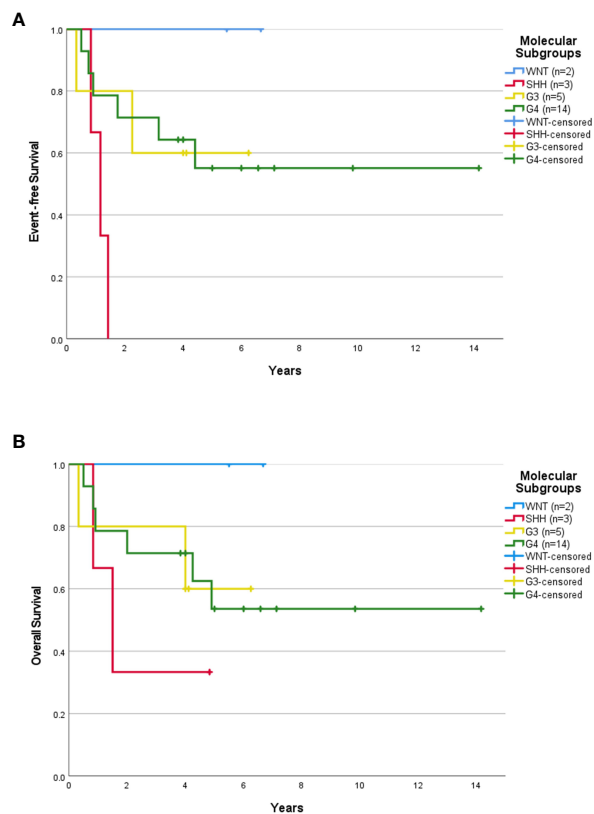 A
1.0
0.8
0.6
0.4
0.2
0.0
Event-free Survival
0 2 4 6 8 10 12 14
Years
Molecular
Subgroups
WNT (n=2)
SHH (n=3)
G3 (n=5)
G4 (n=14)
WNT-censored
SHH-censored
G3-censored
G4-censored
B
1.0
0.8
0.6
0.4
0.2
0.0
Overall Survival
0 2 4 6 8 10 12 14
Years
Molecular
Subgroups
WNT (n=2)
SHH (n=3)
G3 (n=5)
G4 (n=14)
WNT-censored
SHH-censored
G3-censored
G4-censored